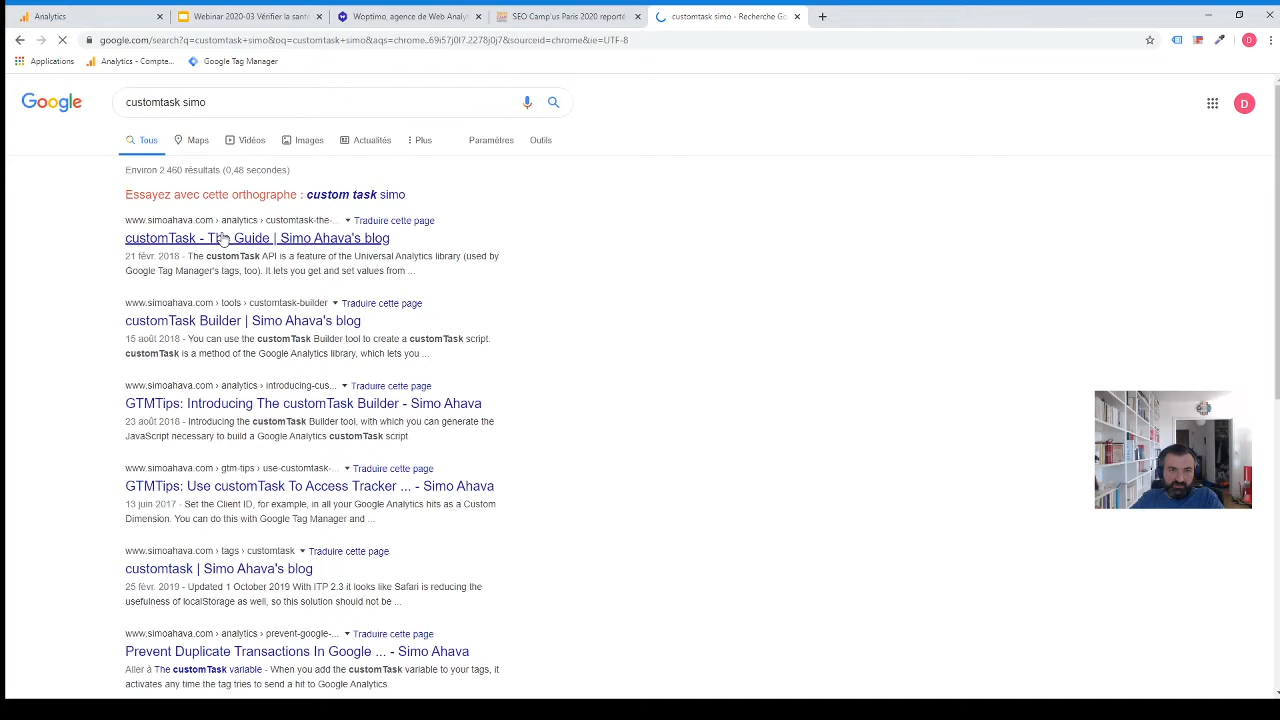 Analytics
Webinar 2020-03 Vérifier la santé
Woptimo, agence de Web Analy
SEO Camp'us Paris 2020 reporté
customtask simo - Recherche Go
google.com/search?q=customtask+simo&oq=customtask+simo&aqs=chrome..69i57j0l7.2278j0j7&sourceid=chrome&ie=UTF-8
Applications
Analytics - Compte...
Google Tag Manager
D
Google
customtask simo
D
Tous
Maps
Vidéos
Images
Actualités
Plus
Paramètres
Outils
Environ 2 460 résultats (0,48 secondes)
Essayez avec cette orthographe : custom task simo
www.simoahava.com › analytics › customtask-the-... Traduire cette page
customTask - The Guide | Simo Ahava's blog
21 févr. 2018 - The customTask API is a feature of the Universal Analytics library (used by
Google Tag Manager's tags, too). It lets you get and set values from ...
www.simoahava.com › tools › customtask-builder Traduire cette page
customTask Builder | Simo Ahava's blog
15 août 2018 - You can use the customTask Builder tool to create a customTask script.
customTask is a method of the Google Analytics library, which lets you ...
www.simoahava.com › analytics › introducing-cus... Traduire cette page
GTMTips: Introducing The customTask Builder - Simo Ahava
23 août 2018 - Introducing the customTask Builder tool, with which you can generate the
JavaScript necessary to build a Google Analytics customTask script
www.simoahava.com › gtm-tips › use-customtask-... Traduire cette page
GTMTips: Use customTask To Access Tracker ... - Simo Ahava
13 juin 2017 - Set the Client ID, for example, in all your Google Analytics hits as a Custom
Dimension. You can do this with Google Tag Manager and ...
www.simoahava.com › tags › customtask Traduire cette page
customtask | Simo Ahava's blog
25 févr. 2019 - Updated 1 October 2019 With ITP 2.3 it looks like Safari is reducing the
usefulness of localStorage as well, so this solution should not be ...
www.simoahava.com › analytics › prevent-google-... Traduire cette page
Prevent Duplicate Transactions In Google ... - Simo Ahava
Aller à The customTask variable - When you add the customTask variable to your tags, it
activates any time the tag tries to send a hit to Google Analytics.